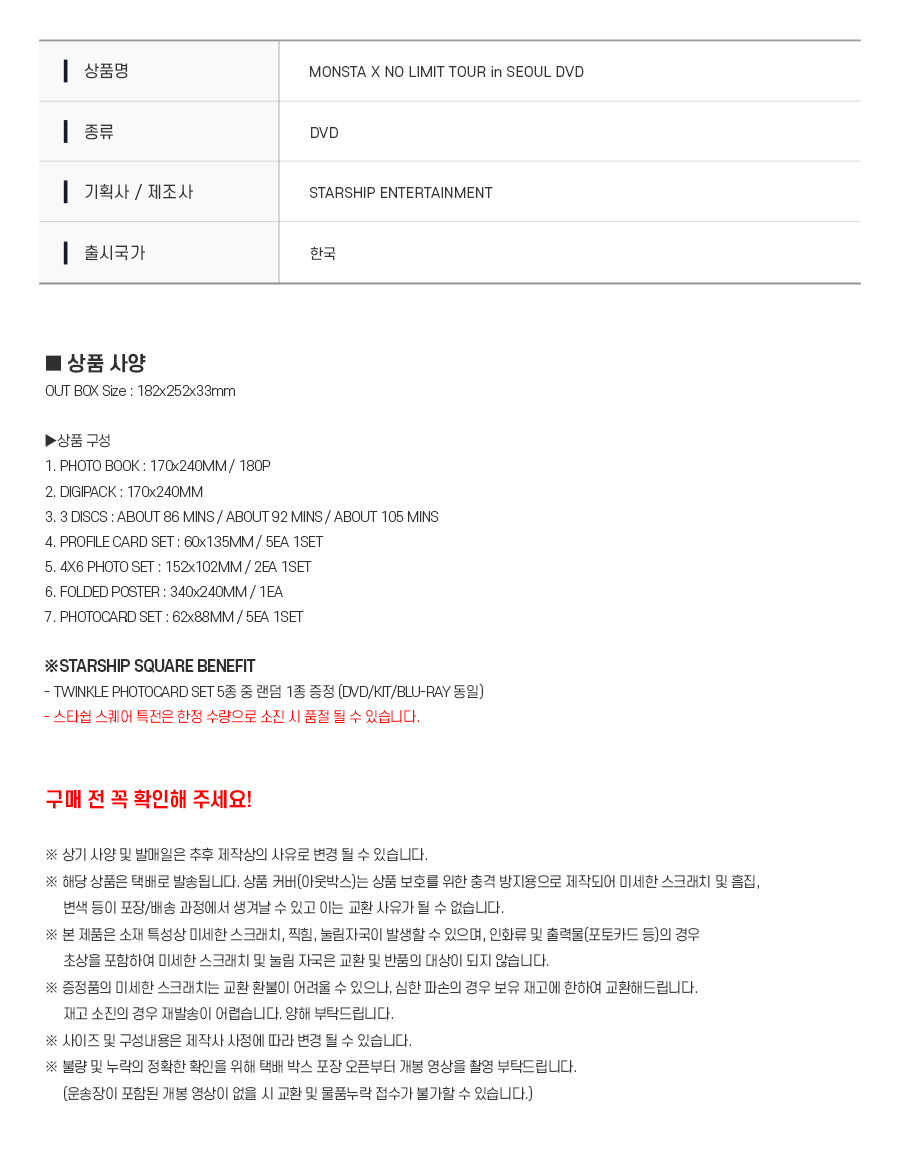 상품명 MONSTA X NO LIMIT TOUR in SEOUL DVD
종류 DVD
기획사 / 제조사 STARSHIP ENTERTAINMENT
출시국가 한국
■ 상품 사양
OUT BOX Size : 182x252x33mm
▶상품 구성
1. PHOTO BOOK : 170x240MM / 180P
2. DIGIPACK : 170x240MM
3. 3 DISCS : ABOUT 86 MINS / ABOUT 92 MINS / ABOUT 105 MINS
4. PROFILE CARD SET : 60x135MM / 5EA 1SET
5. 4X6 PHOTO SET : 152x102MM / 2EA 1SET
6. FOLDED POSTER : 340x240MM / 1EA
7. PHOTOCARD SET : 62x88MM / 5EA 1SET
※STARSHIP SQUARE BENEFIT
- TWINKLE PHOTOCARD SET 5종 중 랜덤 1종 증정 (DVD/KIT/BLU-RAY 동일)
- 스타쉽 스퀘어 특전은 한정 수량으로 소진 시 품절 될 수 있습니다.
구매 전 꼭 확인해 주세요!
※ 상기 사양 및 발매일은 추후 제작상의 사유로 변경 될 수 있습니다.
※ 해당 상품은 택배로 발송됩니다. 상품 커버(아웃박스)는 상품 보호를 위한 충격 방지용으로 제작되어 미세한 스크래치 및 흠집,
변색 등이 포장/배송 과정에서 생겨날 수 있고 이는 교환 사유가 될 수 없습니다.
※ 본 제품은 소재 특성상 미세한 스크래치, 찍힘, 눌림자국이 발생할 수 있으며, 인화류 및 출력물(포토카드 등)의 경우
초상을 포함하여 미세한 스크래치 및 눌림 자국은 교환 및 반품의 대상이 되지 않습니다.
※ 증정품의 미세한 스크래치는 교환 환불이 어려울 수 있으나, 심한 파손의 경우 보유 재고에 한하여 교환해드립니다.
재고 소진의 경우 재발송이 어렵습니다. 양해 부탁드립니다.
※ 사이즈 및 구성내용은 제작사 사정에 따라 변경 될 수 있습니다.
※ 불량 및 누락의 정확한 확인을 위해 택배 박스 포장 오픈부터 개봉 영상을 촬영 부탁드립니다.
(운송장이 포함된 개봉 영상이 없을 시 교환 및 물품누락 접수가 불가할 수 있습니다.)